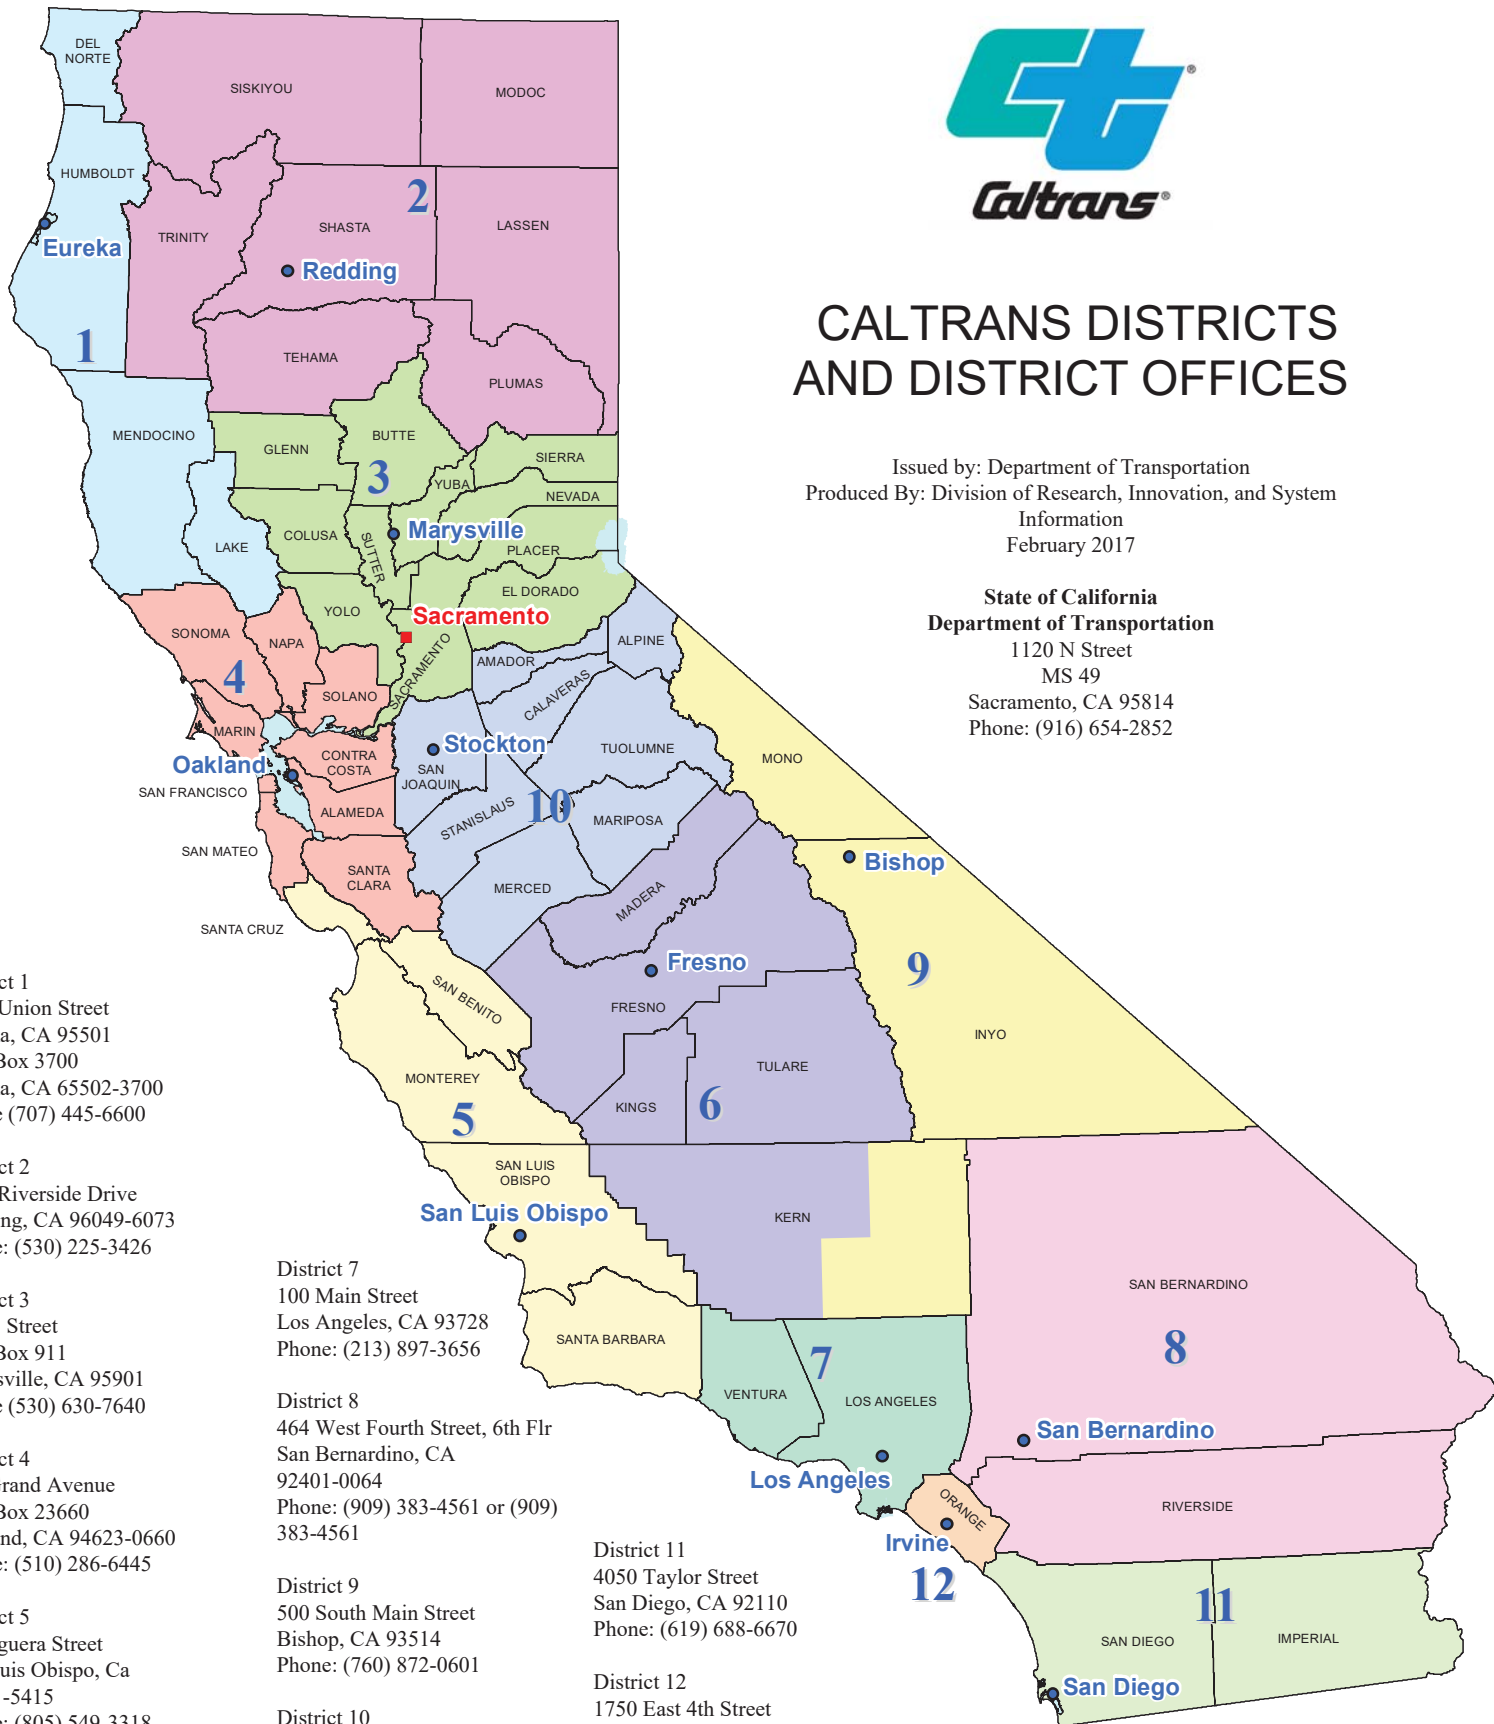 Caltrans®
CALTRANS DISTRICTS
AND DISTRICT OFFICES
Issued by: Department of Transportation
Produced By: Division of Research, Innovation, and System
Information
February 2017
State of California
Department of Transportation
1120 N Street
MS 49
Sacramento, CA 95814
Phone: (916) 654-2852
DEL
NORTE
SISKIYOU
MODOC
HUMBOLDT
2
TRINITY
SHASTA
LASSEN
Eureka
Redding
1
TEHAMA
PLUMAS
MENDOCINO
GLENN
BUTTE
3
SIERRA
YUBA
NEVADA
COLUSA
SUTTER
Marysville
LAKE
PLACER
EL DORADO
YOLO
Sacramento
SONOMA
NAPA
4
SOLANO
SACRAMENTO
AMADOR
ALPINE
CALAVERAS
MARIN
Oakland
CONTRA
COSTA
Stockton
SAN
JOAQUIN
TUOLUMNE
MONO
SAN FRANCISCO
ALAMEDA
STANISLAUS
10
MARIPOSA
SAN MATEO
SANTA
CLARA
MERCED
MADERA
Bishop
SANTA CRUZ
SAN BENITO
Fresno
9
FRESNO
INYO
MONTEREY
5
KINGS
6
TULARE
SAN LUIS
OBISPO
San Luis Obispo
KERN
SAN BERNARDINO
8
SANTA BARBARA
7
VENTURA
LOS ANGELES
San Bernardino
Los Angeles
ORANGE
RIVERSIDE
Irvine
12
11
SAN DIEGO
IMPERIAL
San Diego
ct 1
Union Street
a, CA 95501
Box 3700
a, CA 65502-3700
e (707) 445-6600
ct 2
Riverside Drive
ng, CA 96049-6073
e: (530) 225-3426
ct 3
Street
Box 911
sville, CA 95901
e (530) 630-7640
ct 4
Grand Avenue
Box 23660
nd, CA 94623-0660
e: (510) 286-6445
ct 5
guera Street
uis Obispo, Ca
-5415
e: (805) 549-3318
District 7
100 Main Street
Los Angeles, CA 93728
Phone: (213) 897-3656
District 8
464 West Fourth Street, 6th Flr
San Bernardino, CA
92401-0064
Phone: (909) 383-4561 or (909)
383-4561
District 9
500 South Main Street
Bishop, CA 93514
Phone: (760) 872-0601
District 10
District 11
4050 Taylor Street
San Diego, CA 92110
Phone: (619) 688-6670
District 12
1750 East 4th Street